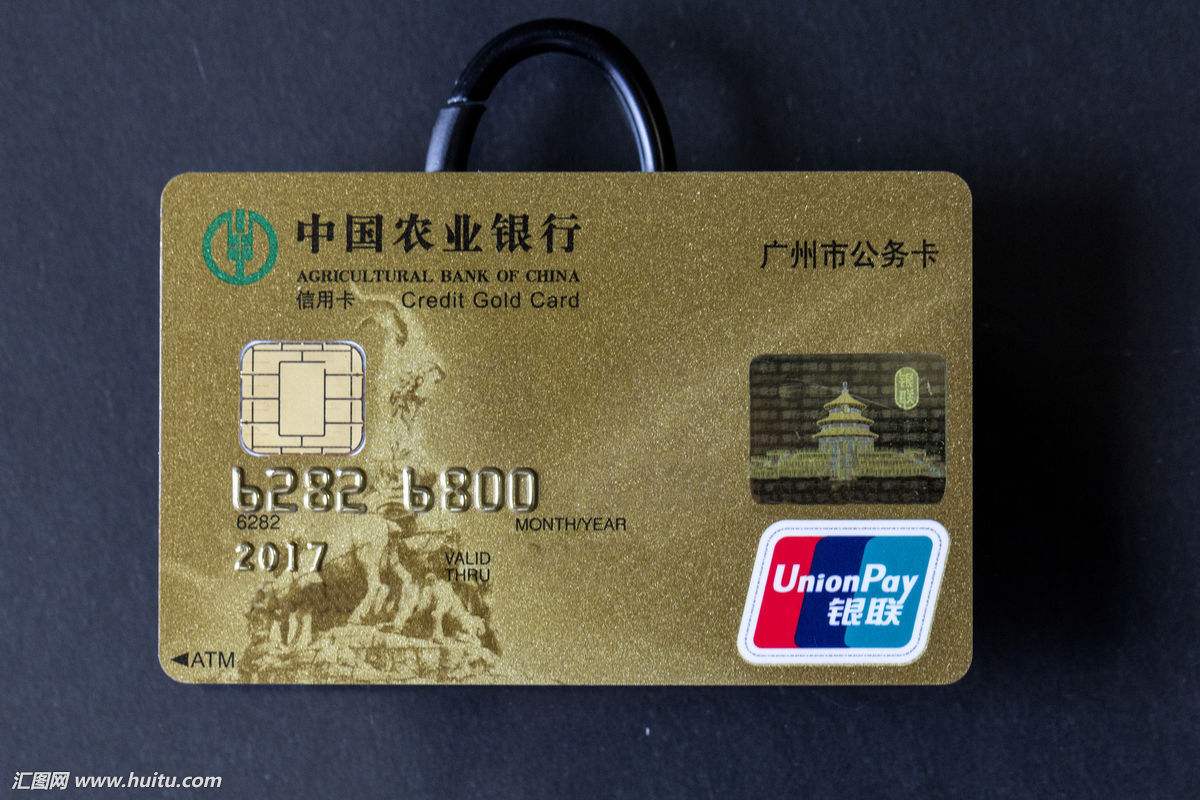 中国农业银行
AGRICULTURAL BANK OF CHINA
信用卡 Credit Gold Card
广州市公务卡
银联
6282 6800
6282
MONTH/YEAR
2017
VALID
THRU
UnionPay
银联
◀ATM
汇图网 www.huitu.com